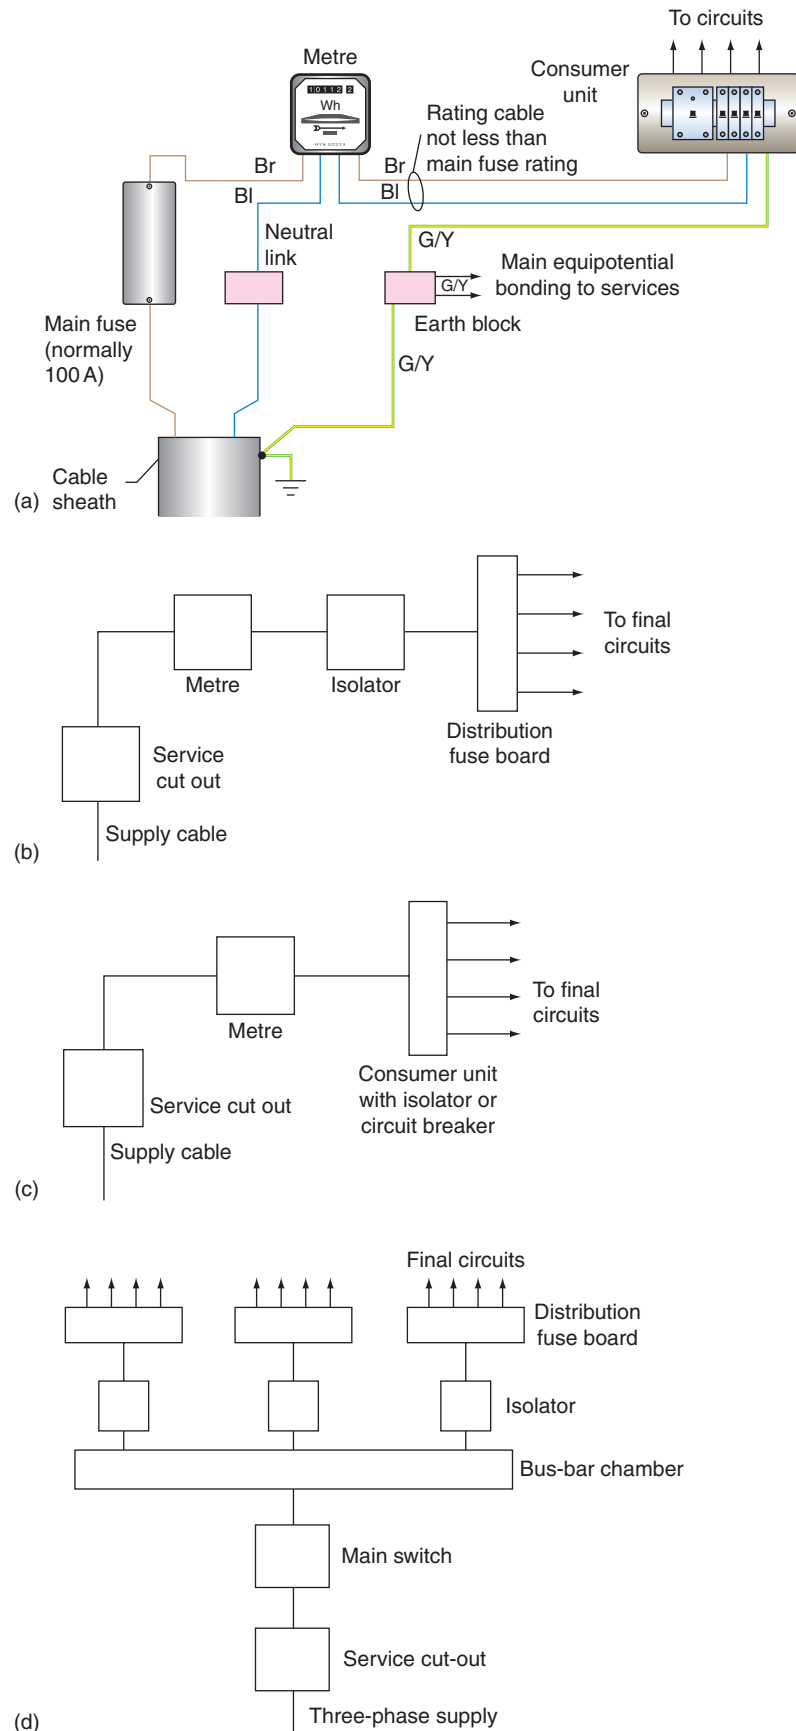 To circuits
Metre
Consumer
unit
10112 2
Wh
Rating cable
not less than
main fuse rating
Br
Br
Bl
Bl
G/Y
Neutral
link
Main equipotential
bonding to services
G/Y
Earth block
Main fuse
(normally
100 A)
G/Y
Cable
sheath
(a)
To final
circuits
Metre
Isolator
Distribution
fuse board
Service
cut out
Supply cable
(b)
To final
circuits
Metre
Consumer unit
with isolator or
circuit breaker
Service cut out
Supply cable
(c)
Final circuits
Distribution
fuse board
Isolator
Bus-bar chamber
Main switch
Service cut-out
Three-phase supply
(d)